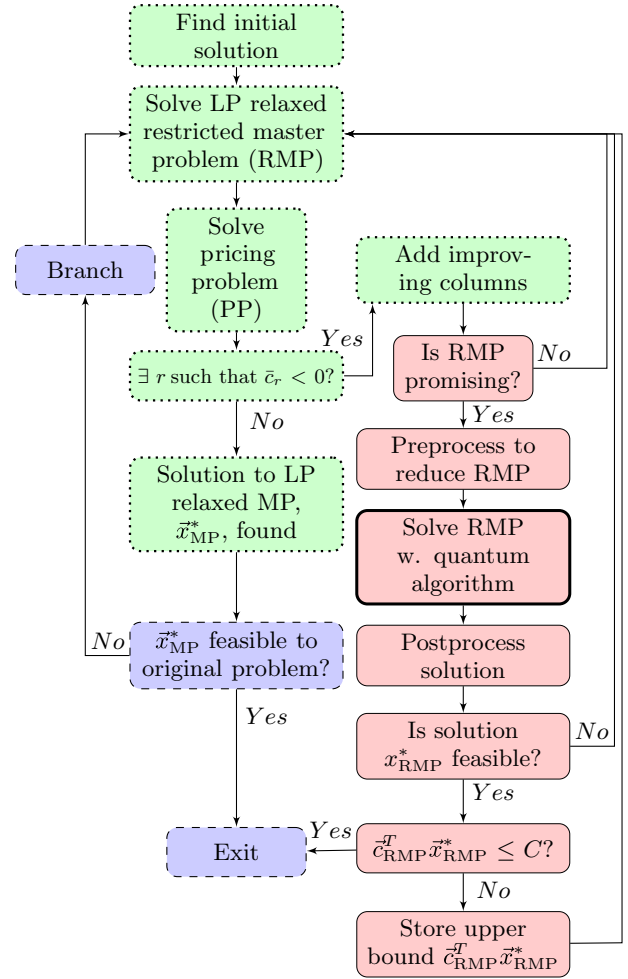 Find initial
solution
Solve LP relaxed
restricted master
problem (RMP)
Solve
pricing
problem
(PP)
Branch
Add improv-
ing columns
Yes
∃ r such that c̄_r < 0?
Is RMP
promising?
No
No
Yes
Preprocess to
reduce RMP
Solution to LP
relaxed MP,
x⃗*_MP, found
Solve RMP
w. quantum
algorithm
No
x⃗*_MP feasible to
original problem?
Postprocess
solution
Yes
Is solution
x*_RMP feasible?
No
Yes
Exit
Yes
c⃗^T_RMP x⃗*_RMP ≤ C?
No
Store upper
bound c⃗^T_RMP x⃗*_RMP